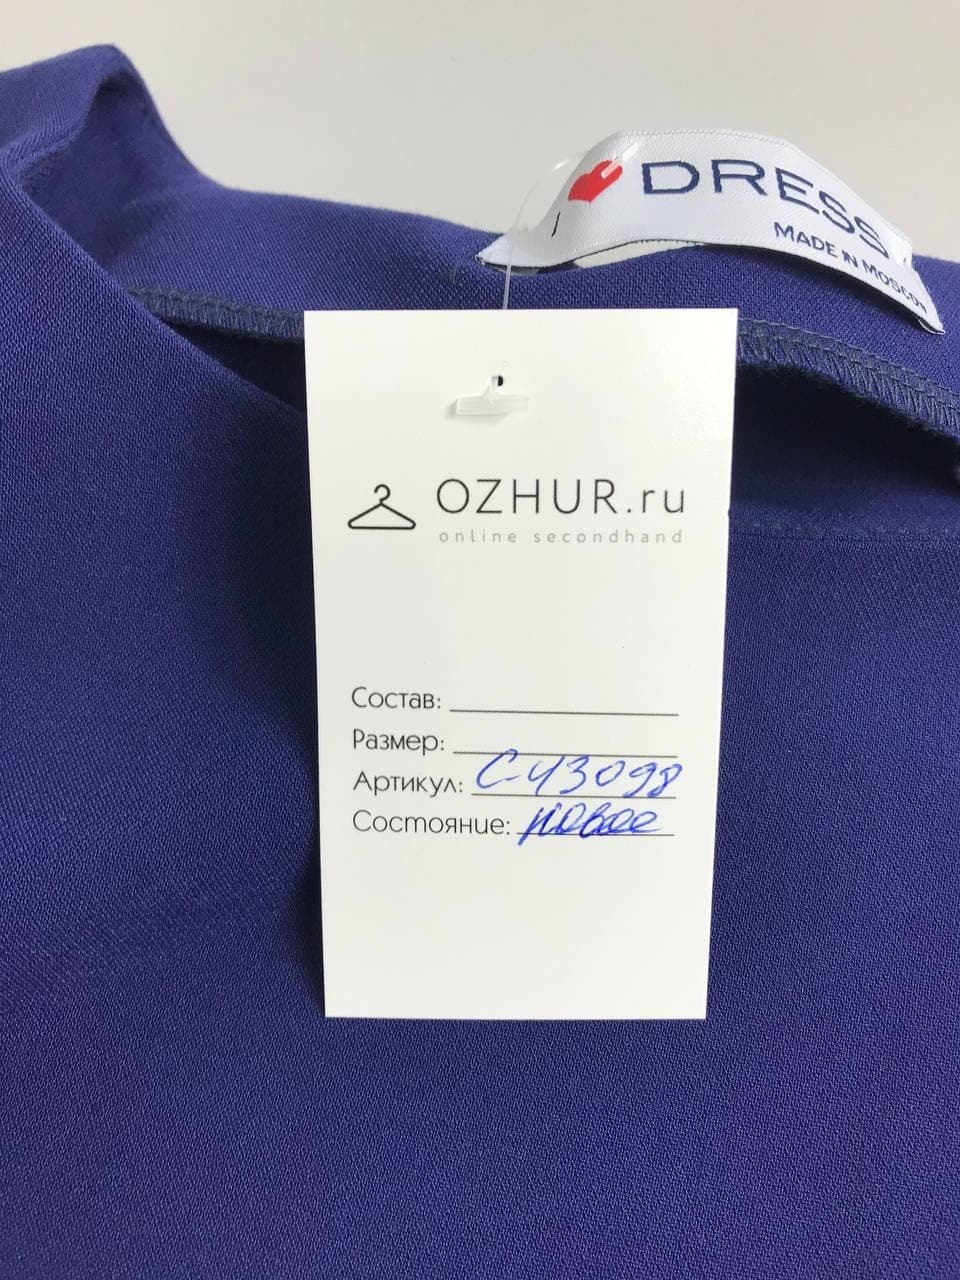 I ❤ DRESS
MADE IN MOSCOW
OZHUR.ru
online secondhand
Состав:
Размер:
Артикул: С-43098
Состояние: новое